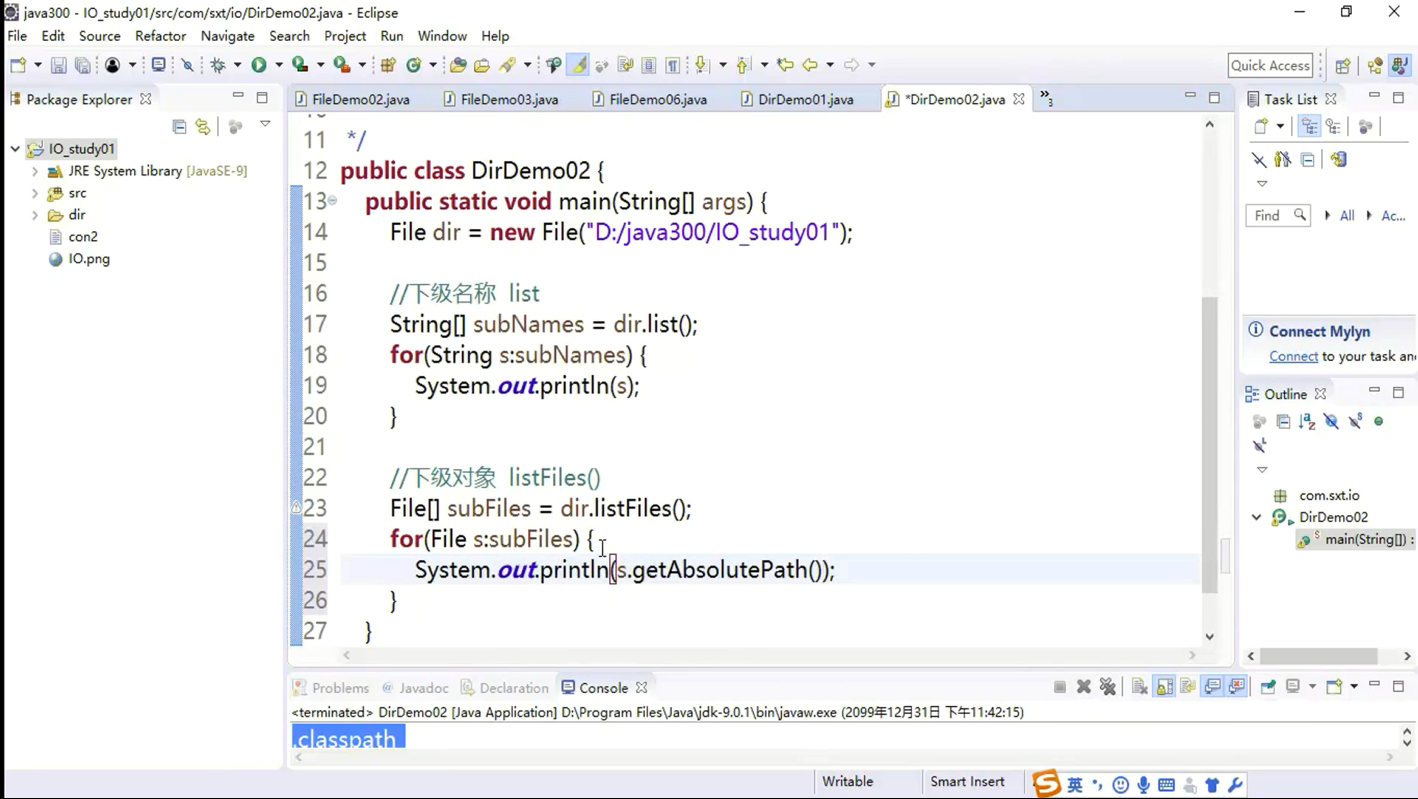 java300 - IO_study01/src/com/sxt/io/DirDemo02.java - Eclipse
File Edit Source Refactor Navigate Search Project Run Window Help
Quick Access
Package Explorer
FileDemo02.java FileDemo03.java FileDemo06.java DirDemo01.java *DirDemo02.java »3
Task List
IO_study01
JRE System Library [JavaSE-9]
src
dir
con2
IO.png
11 */
12 public class DirDemo02 {
13 public static void main(String[] args) {
14 File dir = new File("D:/java300/IO_study01");
15
16 //下级名称 list
17 String[] subNames = dir.list();
18 for(String s:subNames) {
19 System.out.println(s);
20 }
21
22 //下级对象 listFiles()
23 File[] subFiles = dir.listFiles();
24 for(File s:subFiles) {
25 System.out.println(s.getAbsolutePath());
26 }
27 }
Find All Ac...
Connect Mylyn
Connect to your task and
Outline
com.sxt.io
DirDemo02
main(String[]) :
Problems Javadoc Declaration Console
<terminated> DirDemo02 [Java Application] D:\Program Files\Java\jdk-9.0.1\bin\javaw.exe (2099年12月31日 下午11:42:15)
.classpath
Writable Smart Insert
英